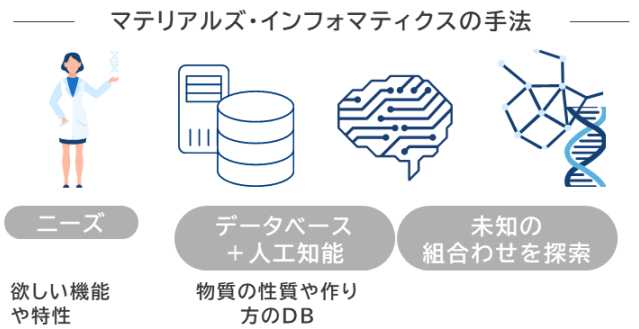 マテリアルズ・インフォマティクスの手法
ニーズ
データベース
＋人工知能
未知の
組合わせを探索
欲しい機能
や特性
物質の性質や作り
方のDB